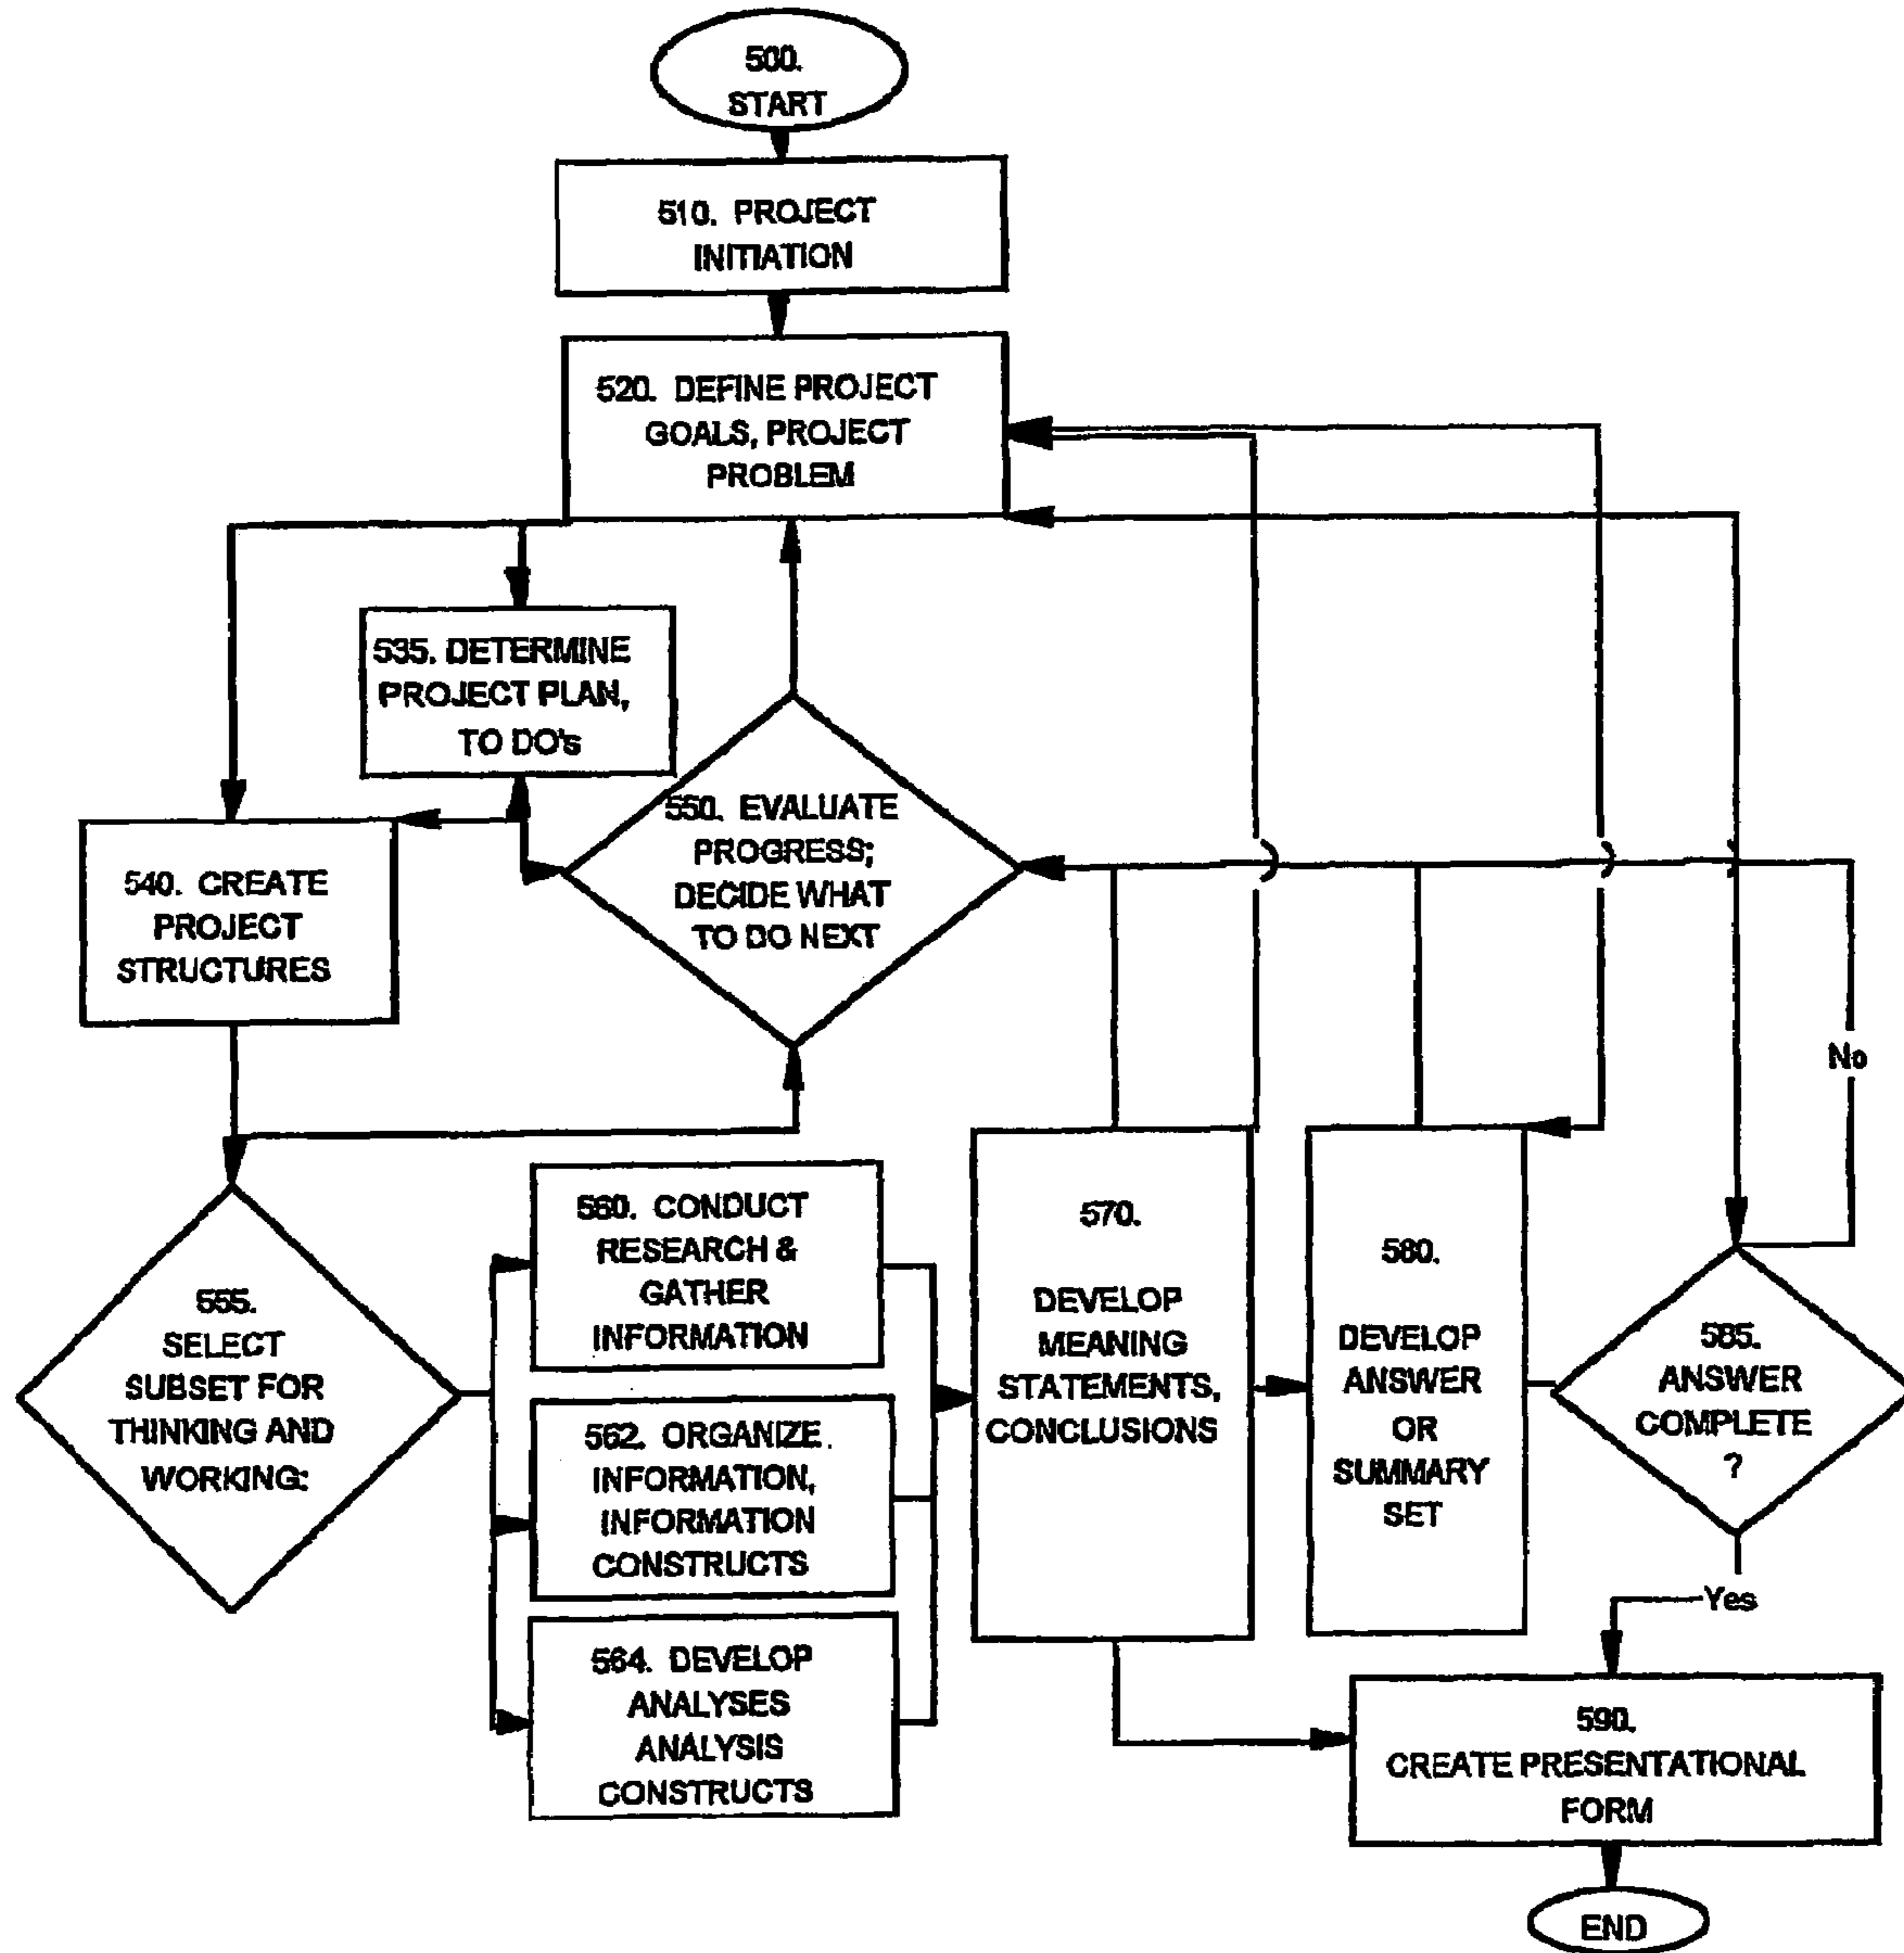 500.
START
510. PROJECT
INITIATION
520. DEFINE PROJECT
GOALS, PROJECT
PROBLEM
535. DETERMINE
PROJECT PLAN,
TO DO's
550. EVALUATE
PROGRESS;
DECIDE WHAT
TO DO NEXT
540. CREATE
PROJECT
STRUCTURES
No
555.
SELECT
SUBSET FOR
THINKING AND
WORKING:
560. CONDUCT
RESEARCH &
GATHER
INFORMATION
562. ORGANIZE
INFORMATION,
INFORMATION
CONSTRUCTS
564. DEVELOP
ANALYSES
ANALYSIS
CONSTRUCTS
570.
DEVELOP
MEANING
STATEMENTS,
CONCLUSIONS
580.
DEVELOP
ANSWER
OR
SUMMARY
SET
585.
ANSWER
COMPLETE
?
Yes
590.
CREATE PRESENTATIONAL
FORM
END